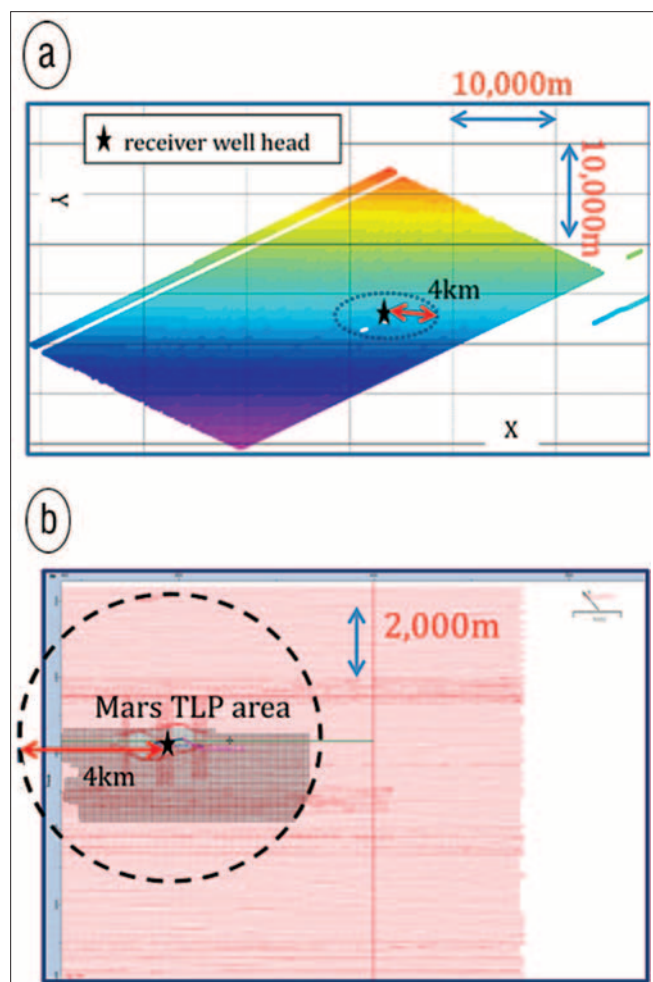 a
10,000m
★ receiver well head
10,000m
Y
4km
X
b
2,000m
Mars TLP area
4km